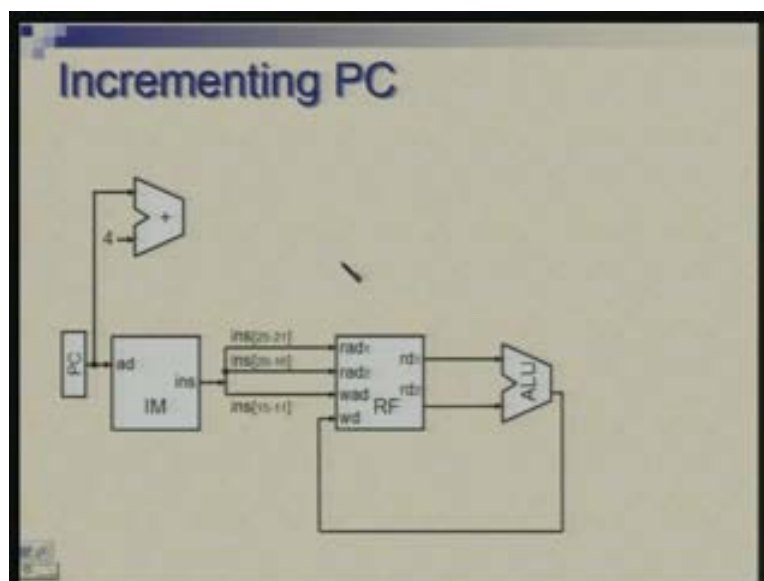 Incrementing PC
+
4
PC
ad
ins
IM
ins[25-21]
ins[20-16]
ins[15-11]
rad1
rad2
wad
wd
rd1
rd2
RF
ALU